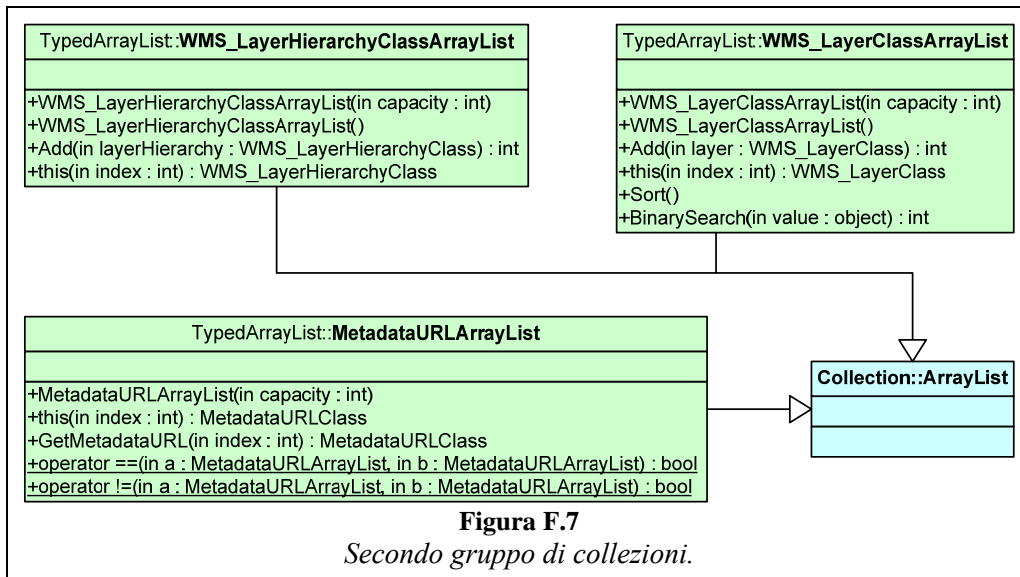 TypedArrayList::WMS_LayerHierarchyClassArrayList
+WMS_LayerHierarchyClassArrayList(in capacity : int)
+WMS_LayerHierarchyClassArrayList()
+Add(in layerHierarchy : WMS_LayerHierarchyClass) : int
+this(in index : int) : WMS_LayerHierarchyClass
TypedArrayList::WMS_LayerClassArrayList
+WMS_LayerClassArrayList(in capacity : int)
+WMS_LayerClassArrayList()
+Add(in layer : WMS_LayerClass) : int
+this(in index : int) : WMS_LayerClass
+Sort()
+BinarySearch(in value : object) : int
TypedArrayList::MetadataURLArrayList
+MetadataURLArrayList(in capacity : int)
+this(in index : int) : MetadataURLClass
+GetMetadataURL(in index : int) : MetadataURLClass
+operator ==(in a : MetadataURLArrayList, in b : MetadataURLArrayList) : bool
+operator !=(in a : MetadataURLArrayList, in b : MetadataURLArrayList) : bool
Collection::ArrayList
Figura F.7
Secondo gruppo di collezioni.